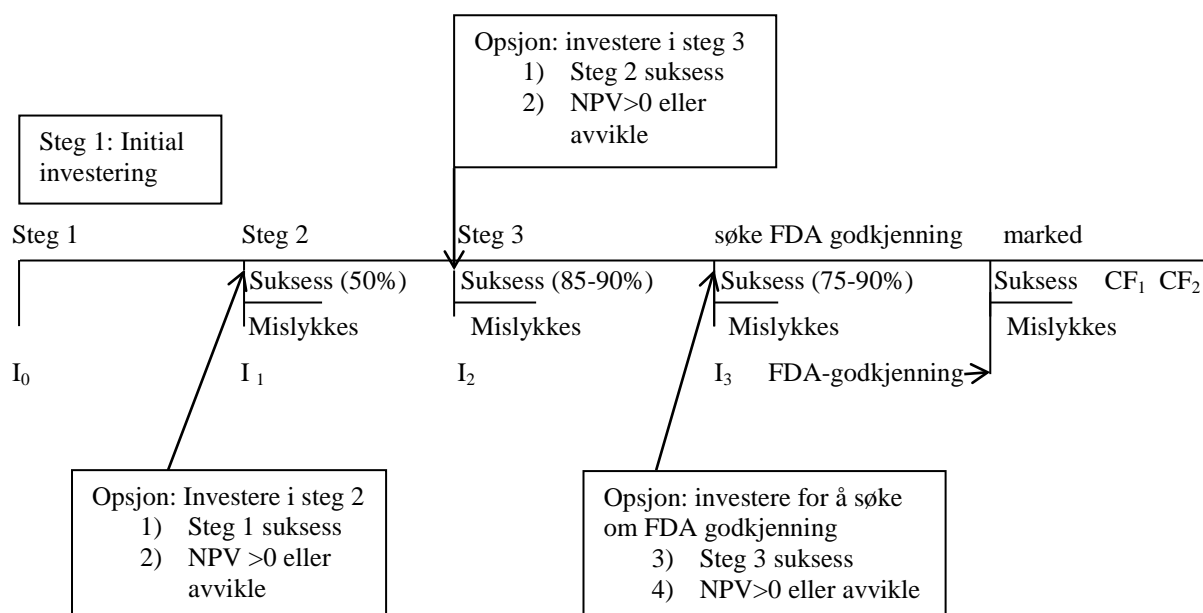 Opsjon: investere i steg 3
1) Steg 2 suksess
2) NPV>0 eller
avvikle
Steg 1: Initial
investering
Steg 1 Steg 2 Steg 3 søke FDA godkjenning marked
Suksess (50%) Suksess (85-90%) Suksess (75-90%) Suksess CF1 CF2
Mislykkes Mislykkes Mislykkes Mislykkes
I0 I 1 I2 I3 FDA-godkjenning
Opsjon: Investere i steg 2
1) Steg 1 suksess
2) NPV >0 eller
avvikle
Opsjon: investere for å søke
om FDA godkjenning
3) Steg 3 suksess
4) NPV>0 eller avvikle